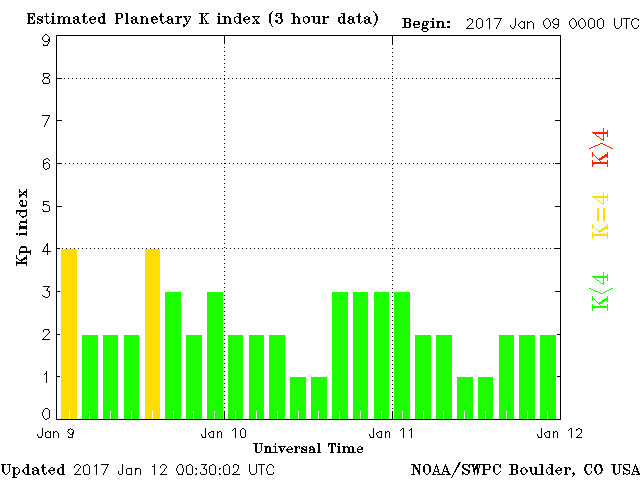 Estimated Planetary K index (3 hour data) Begin: 2017 Jan 09 0000 UTC
9
8
7
6
5
4
3
2
1
0
Kp index
K>4
K=4
K<4
Jan 9 Jan 10 Jan 11 Jan 12
Universal Time
Updated 2017 Jan 12 00:30:02 UTC NOAA/SWPC Boulder, CO USA